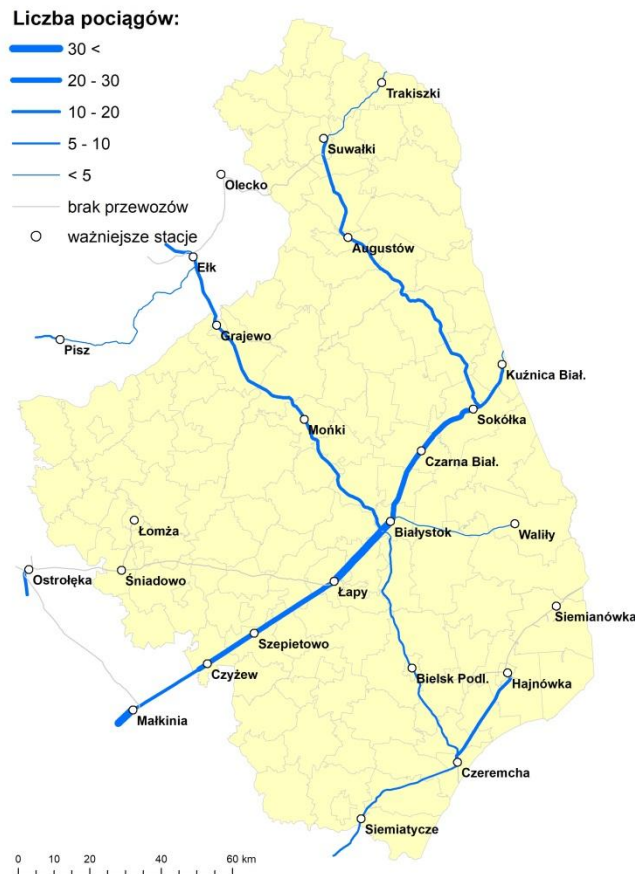 Liczba pociągów:
30 <
20 - 30
10 - 20
5 - 10
< 5
brak przewozów
ważniejsze stacje
Trakiszki
Suwałki
Olecko
Augustów
Ełk
Grajewo
Pisz
Kuźnica Biał.
Sokółka
Mońki
Czarna Biał.
Łomża
Białystok
Waliły
Ostrołęka
Śniadowo
Łapy
Siemianówka
Szepietowo
Czyżew
Bielsk Podl.
Hajnówka
Małkinia
Czeremcha
Siemiatycze
0 10 20 40 60 km